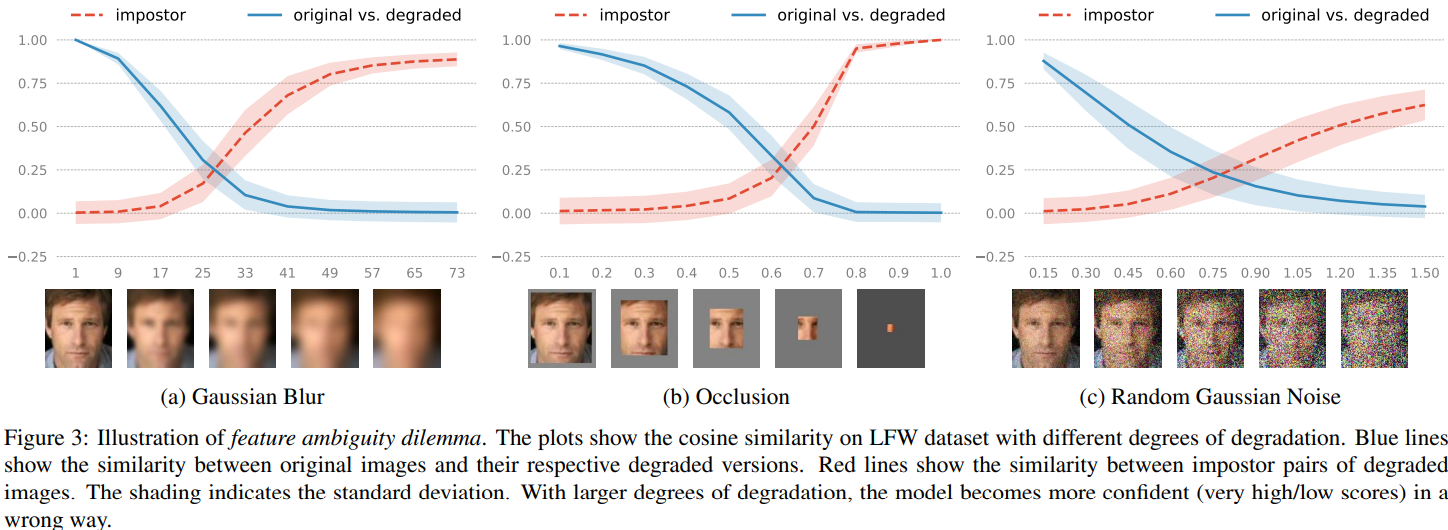 impostor original vs. degraded
1.00
0.75
0.50
0.25
0.00
−0.25
1 9 17 25 33 41 49 57 65 73
(a) Gaussian Blur
impostor original vs. degraded
1.00
0.75
0.50
0.25
0.00
−0.25
0.1 0.2 0.3 0.4 0.5 0.6 0.7 0.8 0.9 1.0
(b) Occlusion
impostor original vs. degraded
1.00
0.75
0.50
0.25
0.00
−0.25
0.15 0.30 0.45 0.60 0.75 0.90 1.05 1.20 1.35 1.50
(c) Random Gaussian Noise
Figure 3: Illustration of feature ambiguity dilemma. The plots show the cosine similarity on LFW dataset with different degrees of degradation. Blue lines
show the similarity between original images and their respective degraded versions. Red lines show the similarity between impostor pairs of degraded
images. The shading indicates the standard deviation. With larger degrees of degradation, the model becomes more confident (very high/low scores) in a
wrong way.